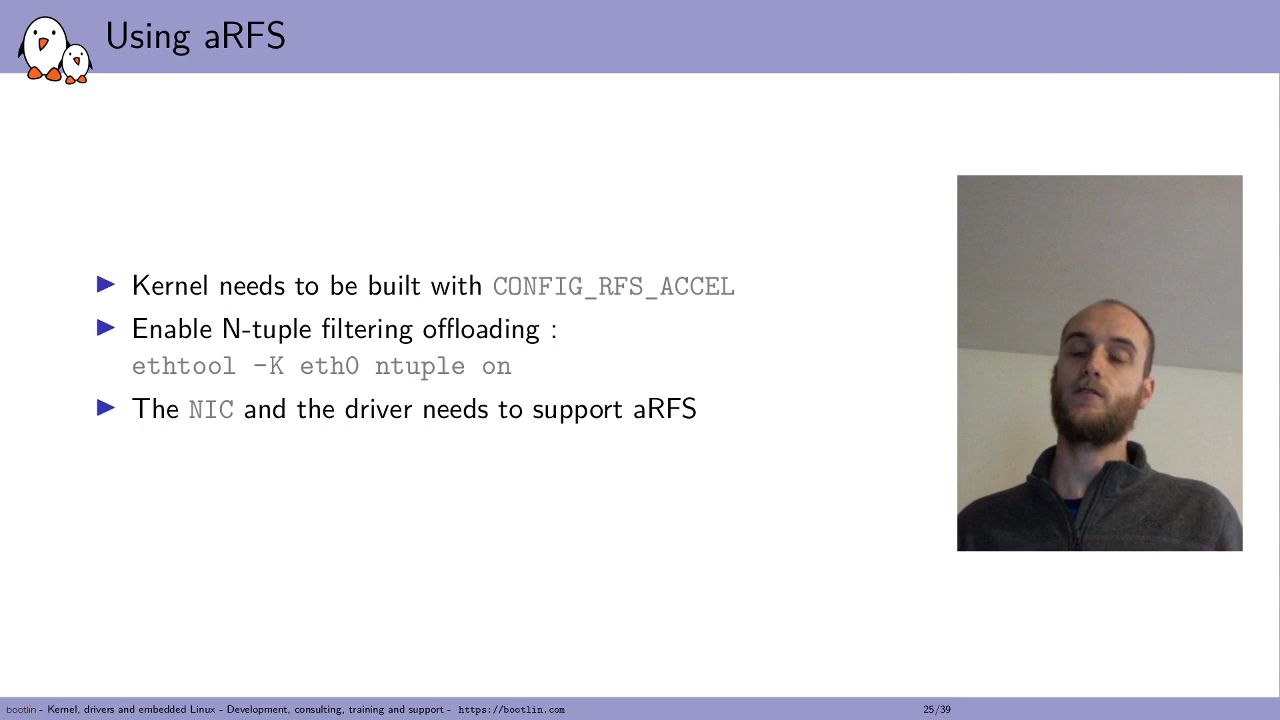 Using aRFS
Kernel needs to be built with CONFIG_RFS_ACCEL
Enable N-tuple filtering offloading :
ethtool -K eth0 ntuple on
The NIC and the driver needs to support aRFS
bootlin - Kernel, drivers and embedded Linux - Development, consulting, training and support - https://bootlin.com
25/39